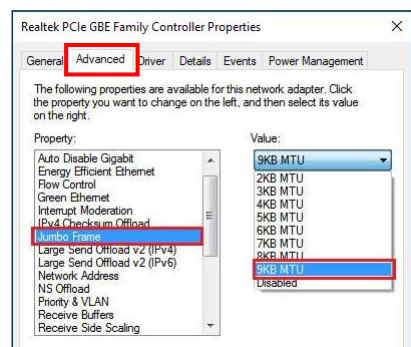 Realtek PCIe GBE Family Controller Properties
General Advanced Driver Details Events Power Management
The following properties are available for this network adapter. Click
the property you want to change on the left, and then select its value
on the right.
Property:
Auto Disable Gigabit
Energy Efficient Ethernet
Flow Control
Green Ethernet
Interrupt Moderation
IPv4 Checksum Offload
Jumbo Frame
Large Send Offload v2 (IPv4)
Large Send Offload v2 (IPv6)
Network Address
NS Offload
Priority & VLAN
Receive Buffers
Receive Side Scaling
Value:
9KB MTU
2KB MTU
3KB MTU
4KB MTU
5KB MTU
6KB MTU
7KB MTU
8KB MTU
9KB MTU
Disabled